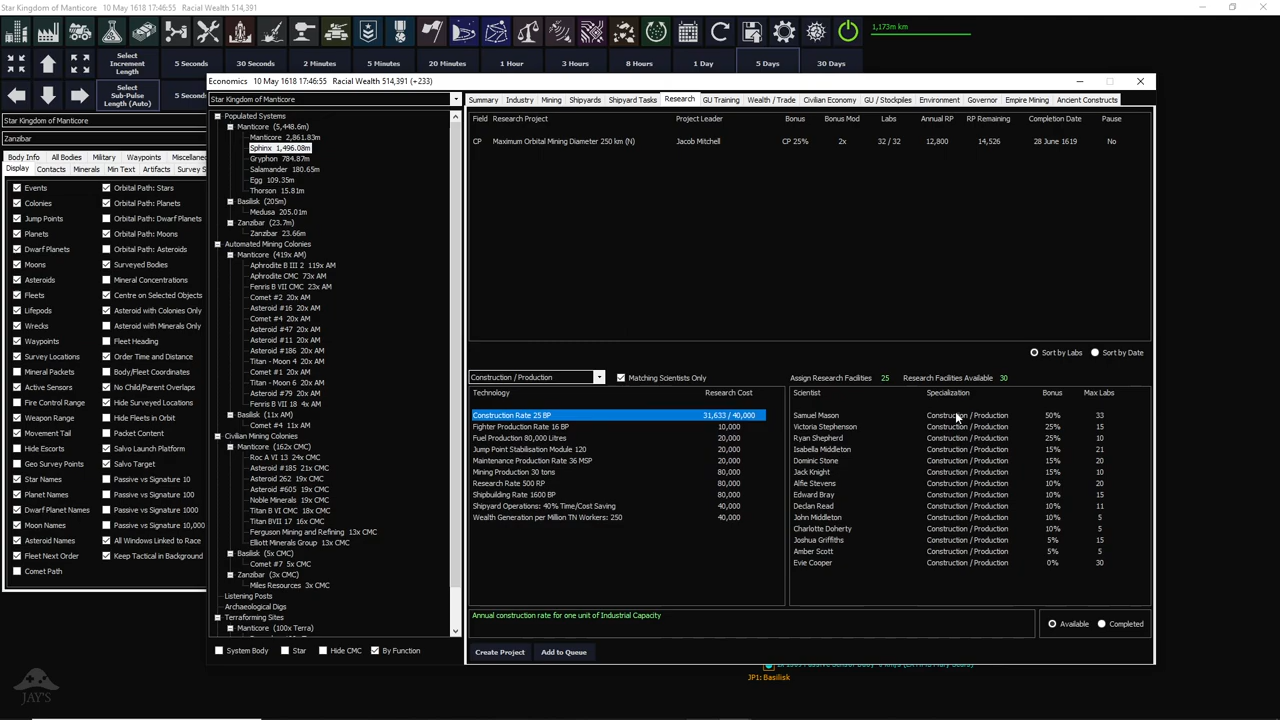 Star Kingdom of Manticore   10 May 1618 17:46:55   Racial Wealth 514,391
1,173m km
Select Increment Length
5 Seconds
30 Seconds
2 Minutes
5 Minutes
20 Minutes
1 Hour
3 Hours
8 Hours
1 Day
5 Days
30 Days
Select Sub-Pulse Length (Auto)
5 Seconds
Star Kingdom of Manticore
Zanzibar
Body Info
All Bodies
Military
Waypoints
Miscellaneou
Display
Contacts
Minerals
Min Text
Artifacts
Survey S
Events
Orbital Path: Stars
Colonies
Orbital Path: Planets
Jump Points
Orbital Path: Dwarf Planets
Planets
Orbital Path: Moons
Dwarf Planets
Orbital Path: Asteroids
Moons
Surveyed Bodies
Asteroids
Mineral Concentrations
Fleets
Centre on Selected Objects
Lifepods
Asteroid with Colonies Only
Wrecks
Asteroid with Minerals Only
Waypoints
Fleet Heading
Survey Locations
Order Time and Distance
Mineral Packets
Body/Fleet Coordinates
Active Sensors
No Child/Parent Overlaps
Fire Control Range
Hide Surveyed Locations
Weapon Range
Hide Fleets in Orbit
Movement Tail
Packet Content
Hide Escorts
Salvo Launch Platform
Geo Survey Points
Salvo Target
Star Names
Passive vs Signature 10
Planet Names
Passive vs Signature 100
Dwarf Planet Names
Passive vs Signature 1000
Moon Names
Passive vs Signature 10,000
Asteroid Names
All Windows Linked to Race
Fleet Next Order
Keep Tactical in Background
Comet Path
JAY'S
Economics   10 May 1618 17:46:55   Racial Wealth 514,391 (+233)
Star Kingdom of Manticore
Populated Systems
Manticore (5,448.6m)
Manticore 2,861.83m
Sphinx 1,496.08m
Gryphon 784.87m
Salamander 180.65m
Egg 109.35m
Thorson 15.81m
Basilisk (205m)
Medusa 205.01m
Zanzibar (23.7m)
Zanzibar 23.66m
Automated Mining Colonies
Manticore (419x AM)
Aphrodite B III 2 119x AM
Aphrodite CMC 73x AM
Fenris B VII CMC 23x AM
Comet #2 20x AM
Asteroid #16 20x AM
Comet #4 20x AM
Asteroid #47 20x AM
Asteroid #11 20x AM
Asteroid #186 20x AM
Titan - Moon 4 20x AM
Comet #1 20x AM
Titan - Moon 6 20x AM
Asteroid #79 20x AM
Fenris B VII 18 4x AM
Basilisk (11x AM)
Comet #4 11x AM
Civilian Mining Colonies
Manticore (162x CMC)
Roc A VI 13 24x CMC
Asteroid #185 21x CMC
Asteroid 262 19x CMC
Asteroid #605 19x CMC
Noble Minerals 19x CMC
Titan B VI CMC 18x CMC
Titan BVII 17 16x CMC
Ferguson Mining and Refining 13x CMC
Elliott Minerals Group 13x CMC
Basilisk (5x CMC)
Comet #7 5x CMC
Zanzibar (3x CMC)
Miles Resources 3x CMC
Listening Posts
Archaeological Digs
Terraforming Sites
Manticore (100x Terra)
System Body
Star
Hide CMC
By Function
Summary
Industry
Mining
Shipyards
Shipyard Tasks
Research
GU Training
Wealth / Trade
Civilian Economy
GU / Stockpiles
Environment
Governor
Empire Mining
Ancient Constructs
Field Research Project Project Leader Bonus Bonus Mod Labs Annual RP RP Remaining Completion Date Pause
CP Maximum Orbital Mining Diameter 250 km (N) Jacob Mitchell CP 25% 2x 32 / 32 12,800 14,526 28 June 1619 No
Sort by Labs
Sort by Date
Construction / Production
Matching Scientists Only
Assign Research Facilities 25
Research Facilities Available 30
Technology Research Cost
Construction Rate 25 BP 31,633 / 40,000
Fighter Production Rate 16 BP 10,000
Fuel Production 80,000 Litres 20,000
Jump Point Stabilisation Module 120 20,000
Maintenance Production Rate 36 MSP 20,000
Mining Production 30 tons 80,000
Research Rate 500 RP 80,000
Shipbuilding Rate 1600 BP 80,000
Shipyard Operations: 40% Time/Cost Saving 40,000
Wealth Generation per Million TN Workers: 250 40,000
Scientist Specialization Bonus Max Labs
Samuel Mason Construction / Production 50% 33
Victoria Stephenson Construction / Production 25% 15
Ryan Shepherd Construction / Production 25% 10
Isabella Middleton Construction / Production 15% 21
Dominic Stone Construction / Production 15% 20
Jack Knight Construction / Production 15% 10
Alfie Stevens Construction / Production 10% 20
Edward Bray Construction / Production 10% 15
Declan Read Construction / Production 10% 11
John Middleton Construction / Production 10% 5
Charlotte Doherty Construction / Production 10% 5
Joshua Griffiths Construction / Production 5% 15
Amber Scott Construction / Production 5% 5
Evie Cooper Construction / Production 0% 30
Annual construction rate for one unit of Industrial Capacity
Available
Completed
Create Project
Add to Queue
JP1: Basilisk